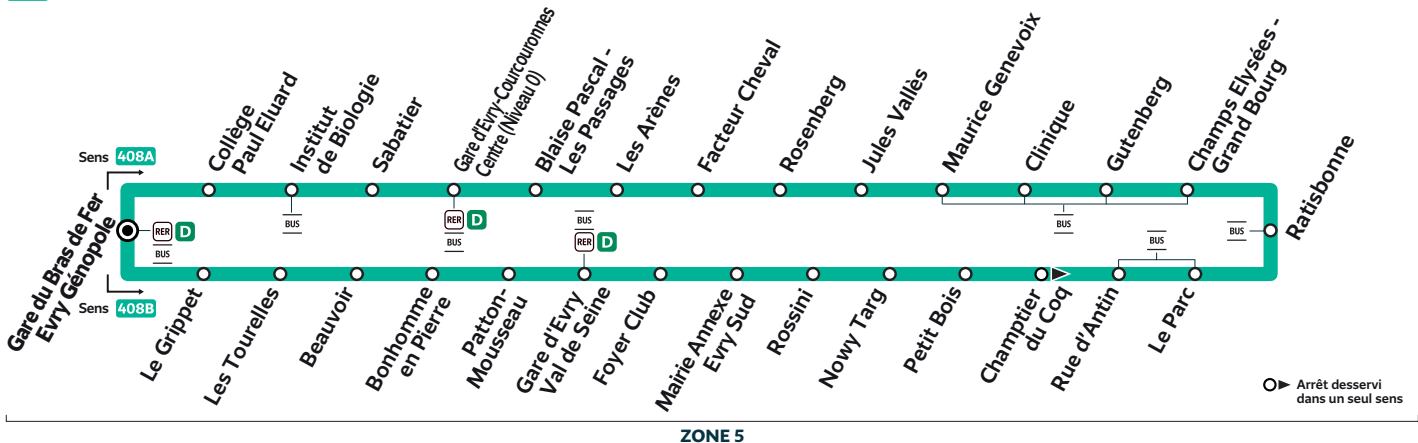 Collège
Paul Eluard
Institut
de Biologie
Sabatier
Gare d'Evry-Courcouronnes
Centre (Niveau 0)
Blaise Pascal -
Les Passages
Les Arènes
Facteur Cheval
Rosenberg
Jules Vallès
Maurice Genevoix
Clinique
Gutenberg
Champs Elysées -
Grand Bourg
Ratisbonne
Sens 408A
Gare du Bras de Fer
Evry Génopole
RER D
BUS
BUS
RER D
BUS
BUS
RER D
BUS
BUS
BUS
Sens 408B
Le Grippet
Les Tourelles
Beauvoir
Bonhomme
en Pierre
Patton-
Mousseau
Gare d'Evry
Val de Seine
Foyer Club
Mairie Annexe
Evry Sud
Rossini
Nowy Targ
Petit Bois
Champtier
du Coq
Rue d'Antin
Le Parc
Arrêt desservi
dans un seul sens
ZONE 5